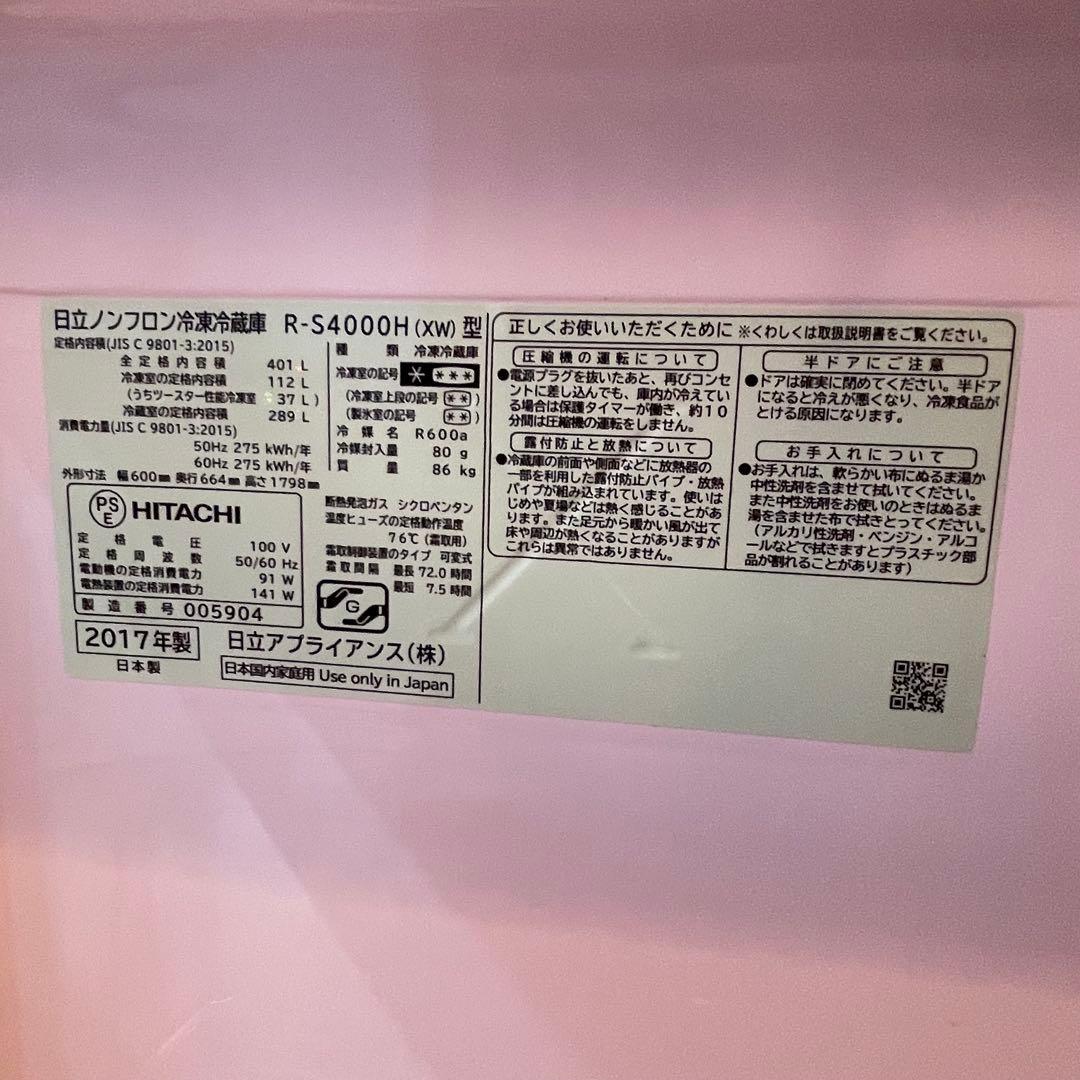 日立ノンフロン冷凍冷蔵庫 R-S4000H(XW)型
定格内容積(JIS C 9801-3:2015)
全定格内容積 401 L
冷凍室の定格内容積 112 L
(うちツースター性能冷凍室 37 L)
冷蔵室の定格内容積 289 L
消費電力量(JIS C 9801-3:2015)
50Hz 275 kWh/年
60Hz 275 kWh/年
外形寸法 幅600mm 奥行664mm 高さ1798mm
種類 冷凍冷蔵庫
冷凍室の記号 * ***
(冷凍室上段の記号 **)
(製氷室の記号 **)
冷媒名 R600a
冷媒封入量 80 g
質量 86 kg
PSE HITACHI
定格電圧 100 V
定格周波数 50/60 Hz
電動機の定格消費電力 91 W
電熱装置の定格消費電力 141 W
製造番号 005904
断熱発泡ガス シクロペンタン
温度ヒューズの定格動作温度
76℃(霜取用)
霜取制御装置のタイプ 可変式
霜取間隔 最長 72.0 時間
最短 7.5 時間
G
2017年製
日本製
日立アプライアンス(株)
日本国内家庭用 Use only in Japan
正しくお使いいただくために ※くわしくは取扱説明書をご覧ください。
圧縮機の運転について
●電源プラグを抜いたあと、再びコンセ
ントに差し込んでも、庫内が冷えてい
る場合は保護タイマーが働き、約10
分間は圧縮機の運転をしません。
露付防止と放熱について
●冷蔵庫の前面や側面などに放熱器の
一部を利用した露付防止パイプ・放熱
パイプが組み込まれています。使いは
じめや夏場などは熱く感じることがあ
ります。また足元から暖かい風が出て
床や周辺が熱くなることがありますが
これらは異常ではありません。
半ドアにご注意
●ドアは確実に閉めてください。半ドア
になると冷えが悪くなり、冷凍食品が
とける原因になります。
お手入れについて
●お手入れは、軟らかい布にぬるま湯か
中性洗剤を含ませて拭いてください。
また中性洗剤をお使いのときはぬるま
湯を含ませた布で拭きとってください。
(アルカリ性洗剤・ベンジン・アルコ
ールなどで拭きますとプラスチック部
品が割れることがあります)